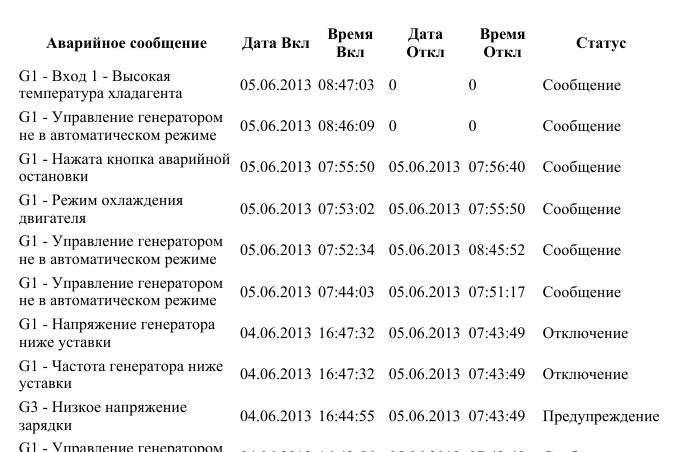 Аварийное сообщение Дата Вкл Время Вкл Дата Откл Время Откл Статус
G1 - Вход 1 - Высокая
температура хладагента 05.06.2013 08:47:03 0 0 Сообщение
G1 - Управление генератором
не в автоматическом режиме 05.06.2013 08:46:09 0 0 Сообщение
G1 - Нажата кнопка аварийной
остановки 05.06.2013 07:55:50 05.06.2013 07:56:40 Сообщение
G1 - Режим охлаждения
двигателя 05.06.2013 07:53:02 05.06.2013 07:55:50 Сообщение
G1 - Управление генератором
не в автоматическом режиме 05.06.2013 07:52:34 05.06.2013 08:45:52 Сообщение
G1 - Управление генератором
не в автоматическом режиме 05.06.2013 07:44:03 05.06.2013 07:51:17 Сообщение
G1 - Напряжение генератора
ниже уставки 04.06.2013 16:47:32 05.06.2013 07:43:49 Отключение
G1 - Частота генератора ниже
уставки 04.06.2013 16:47:32 05.06.2013 07:43:49 Отключение
G3 - Низкое напряжение
зарядки 04.06.2013 16:44:55 05.06.2013 07:43:49 Предупреждение
G1 - Управление генератором